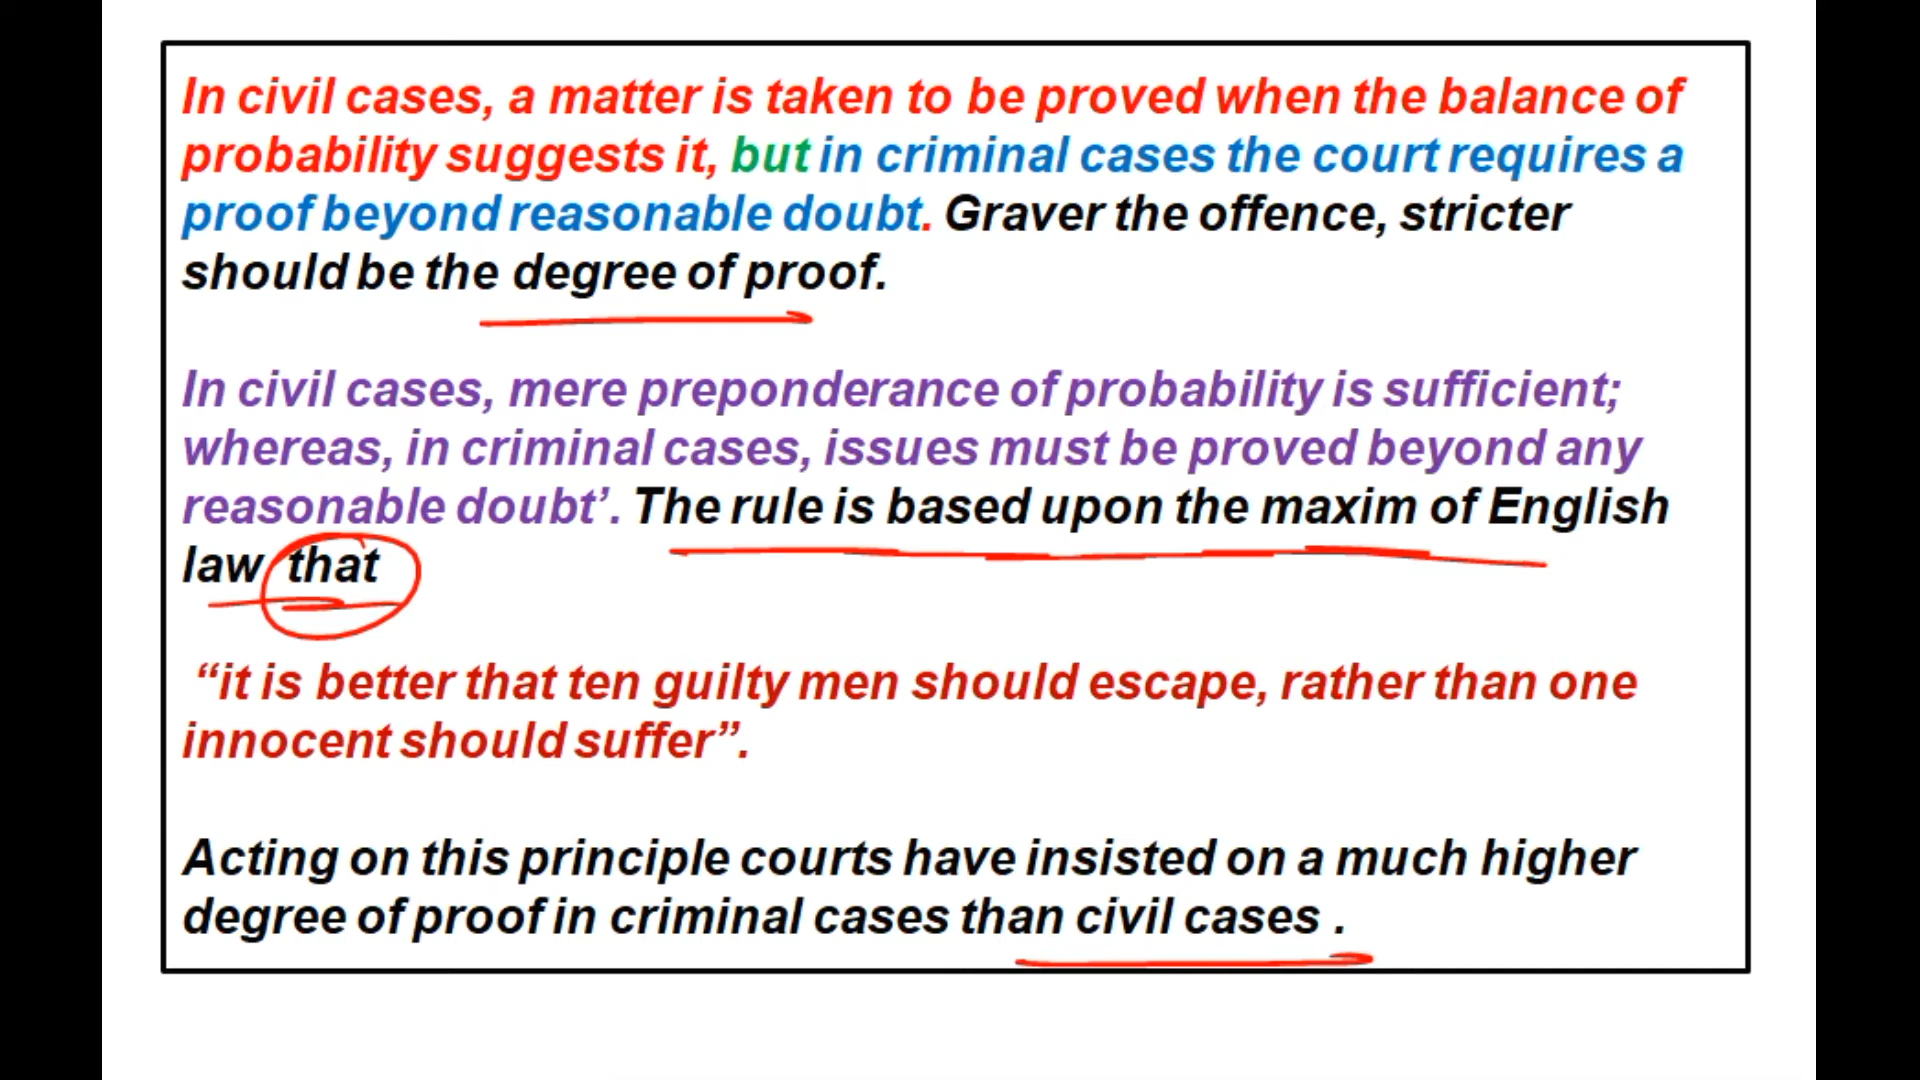 In civil cases, a matter is taken to be proved when the balance of
probability suggests it, but in criminal cases the court requires a
proof beyond reasonable doubt. Graver the offence, stricter
should be the degree of proof.
In civil cases, mere preponderance of probability is sufficient;
whereas, in criminal cases, issues must be proved beyond any
reasonable doubt’. The rule is based upon the maxim of English
law that
“it is better that ten guilty men should escape, rather than one
innocent should suffer”.
Acting on this principle courts have insisted on a much higher
degree of proof in criminal cases than civil cases .